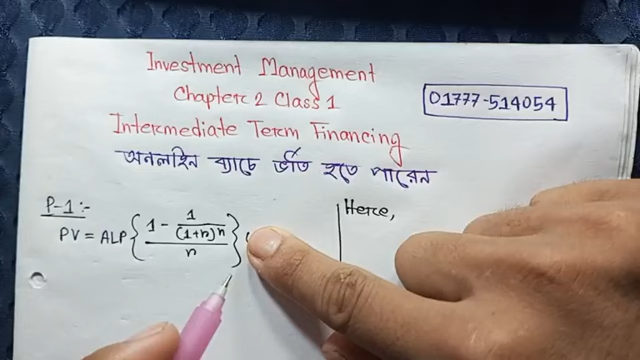 Investment Management
Chapter 2 Class 1
01777-514054
Intermediate Term Financing
অনলাইন ব্যাচে ভর্তি হতে পারেন
P-1:-
Here,
PV = ALP { 1 - 1/(1+r)^n / r }